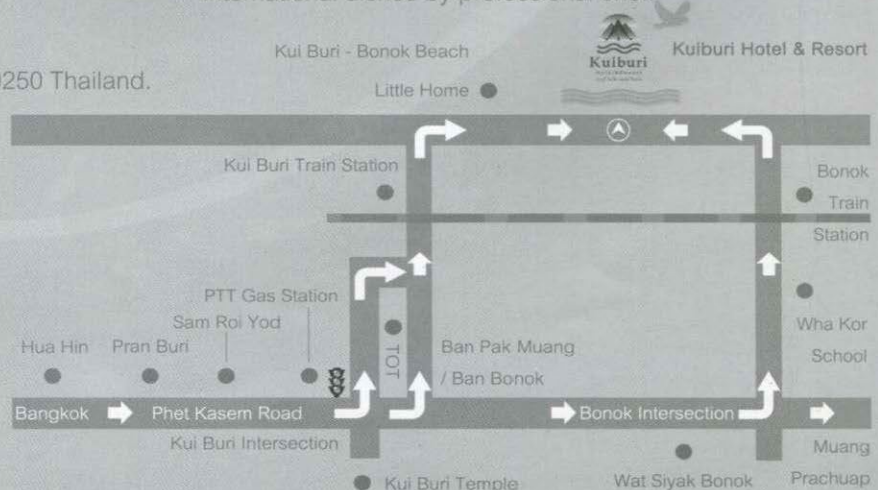 Kui Buri - Bonok Beach
Kuiburi
Kuiburi Hotel & Resort
0250 Thailand.
Little Home
Kui Buri Train Station
Bonok
Train
Station
PTT Gas Station
Sam Roi Yod
Hua Hin
Pran Buri
TOT
Ban Pak Muang
/ Ban Bonok
Wha Kor
School
Bangkok
Phet Kasem Road
Bonok Intersection
Kui Buri Intersection
Muang
Prachuap
Kui Buri Temple
Wat Siyak Bonok